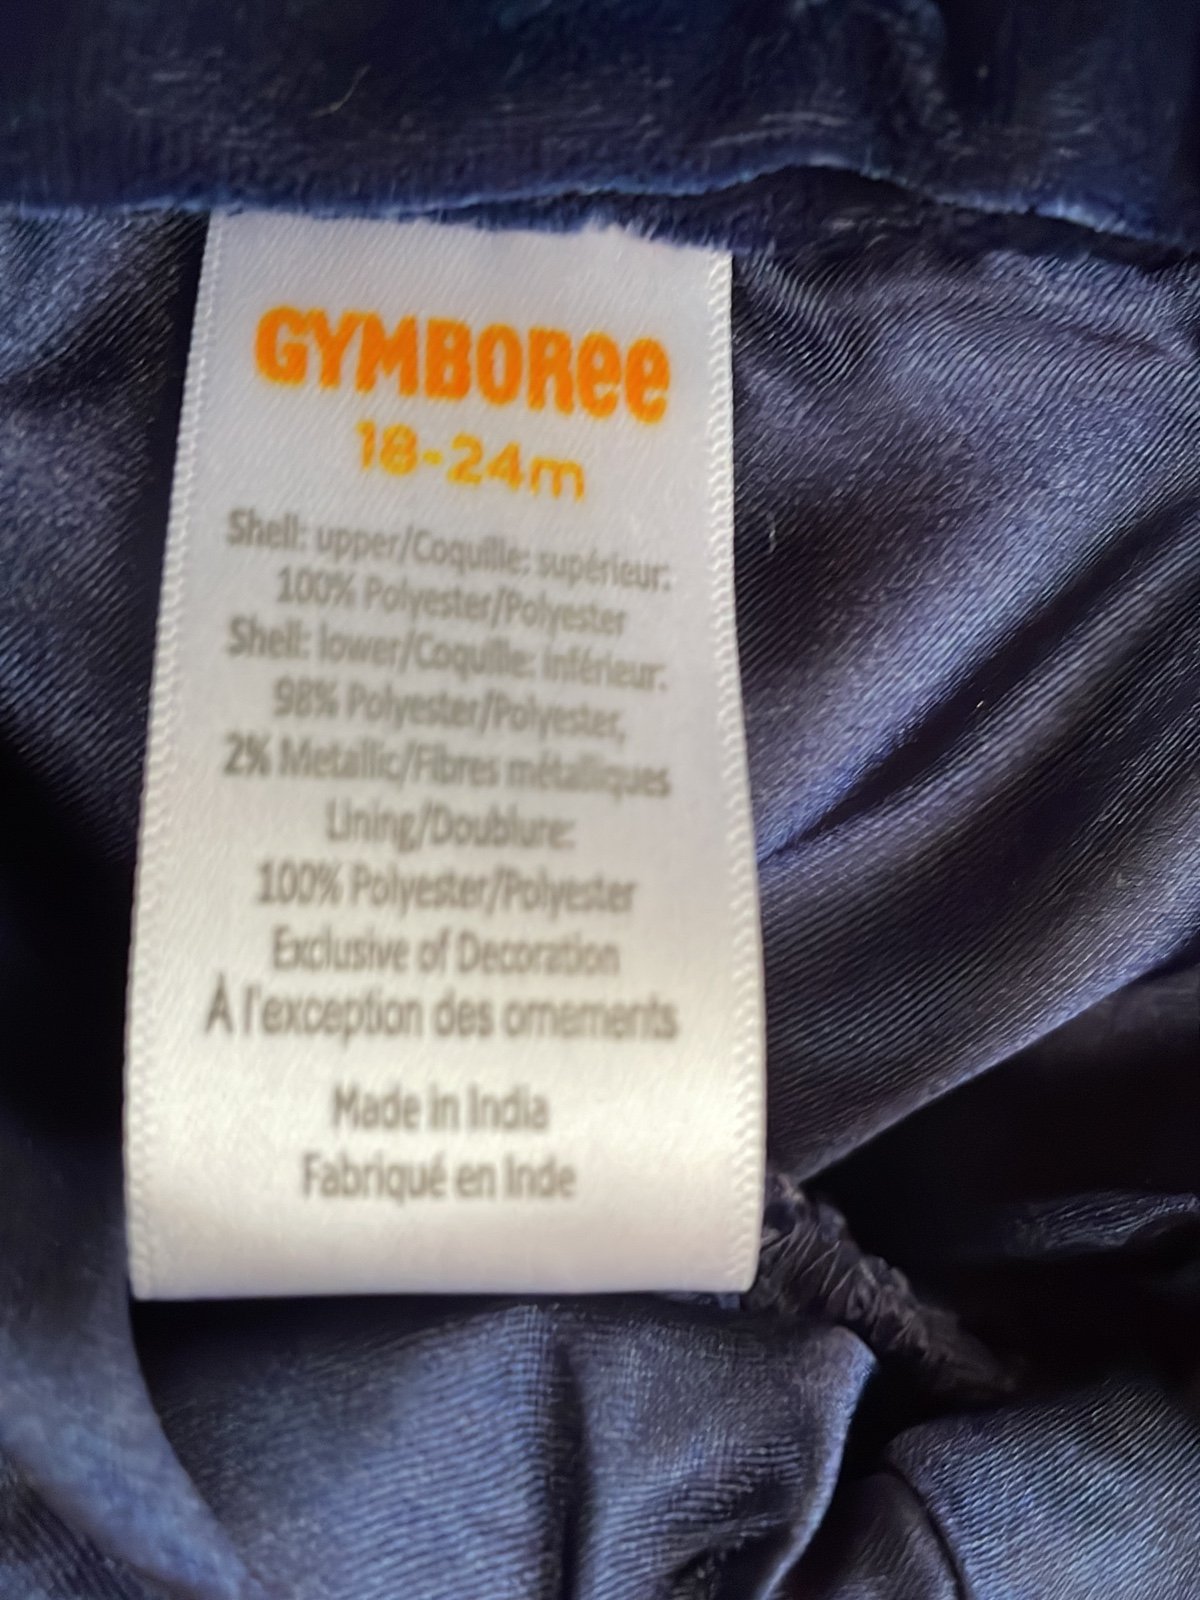 GYMBOREE
18-24m
Shell: upper/Coquille: supérieur:
100% Polyester/Polyester
Shell: lower/Coquille: inférieur:
98% Polyester/Polyester,
2% Metallic/Fibres métalliques
Lining/Doublure:
100% Polyester/Polyester
Exclusive of Decoration
À l'exception des ornements
Made in India
Fabriqué en Inde